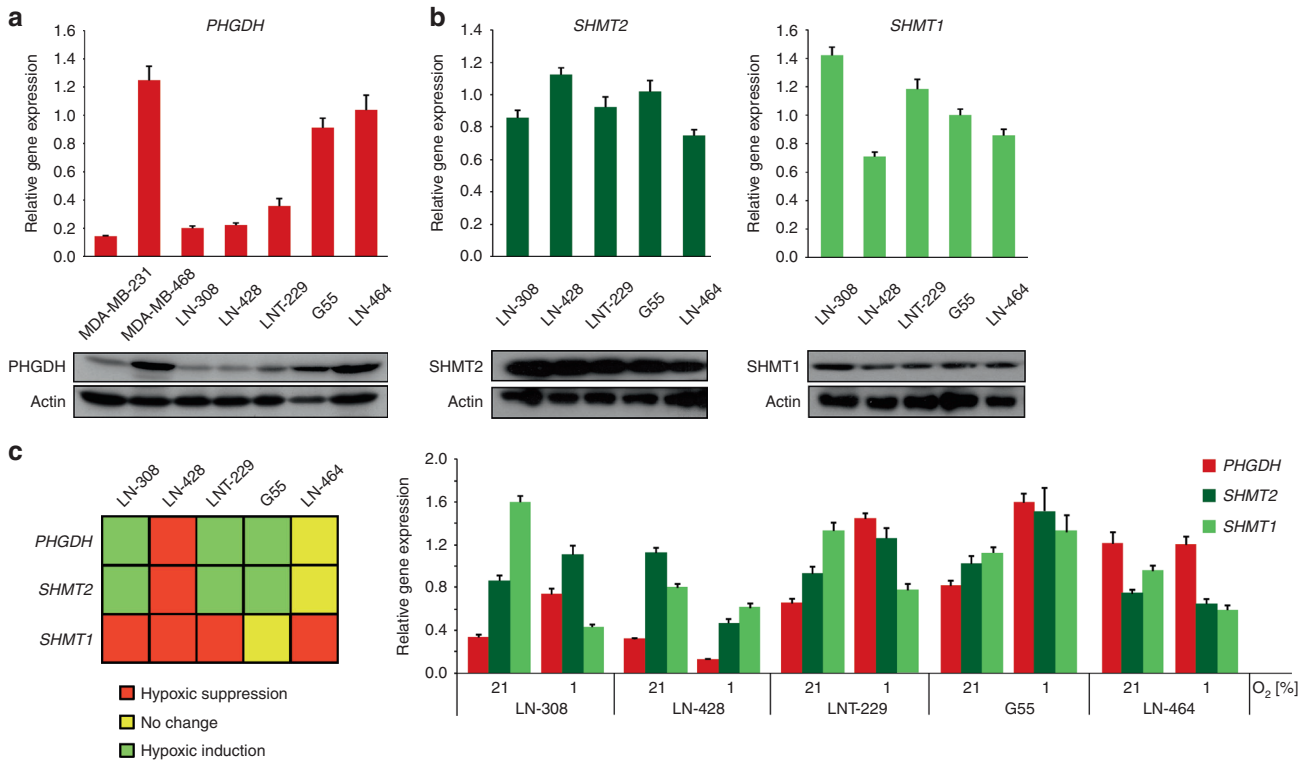 a
PHGDH
Relative gene expression
1.6
1.4
1.2
1.0
0.8
0.6
0.4
0.2
0.0
MDA-MB-231
MDA-MB-468
LN-308
LN-428
LNT-229
G55
LN-464
PHGDH
Actin
b
SHMT2
Relative gene expression
1.4
1.2
1.0
0.8
0.6
0.4
0.2
0.0
LN-308
LN-428
LNT-229
G55
LN-464
SHMT2
Actin
SHMT1
Relative gene expression
1.6
1.4
1.2
1.0
0.8
0.6
0.4
0.2
0.0
LN-308
LN-428
LNT-229
G55
LN-464
SHMT1
Actin
c
LN-308
LN-428
LNT-229
G55
LN-464
PHGDH
SHMT2
SHMT1
Hypoxic suppression
No change
Hypoxic induction
Relative gene expression
2.0
1.6
1.2
0.8
0.4
0.0
PHGDH
SHMT2
SHMT1
21 1 21 1 21 1 21 1 21 1 O2 [%]
LN-308 LN-428 LNT-229 G55 LN-464